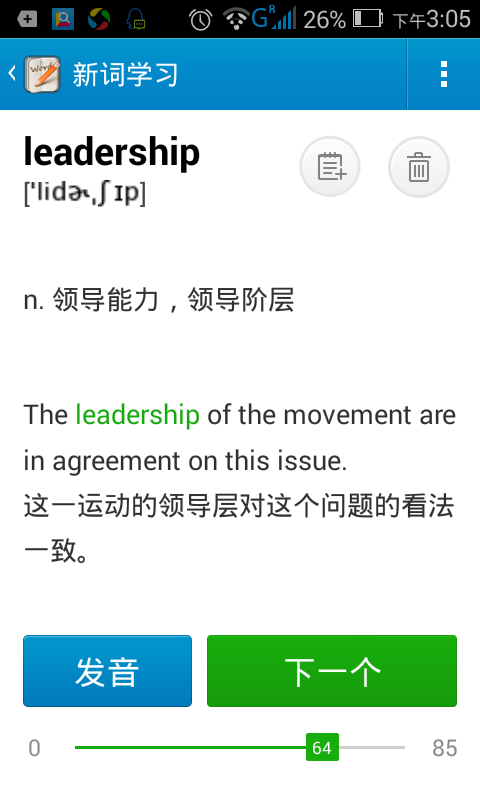 G R 26% 下午3:05
Words 新词学习
leadership
['lidɚˌʃɪp]
n. 领导能力，领导阶层
The leadership of the movement are
in agreement on this issue.
这一运动的领导层对这个问题的看法
一致。
发音 下一个
0 64 85